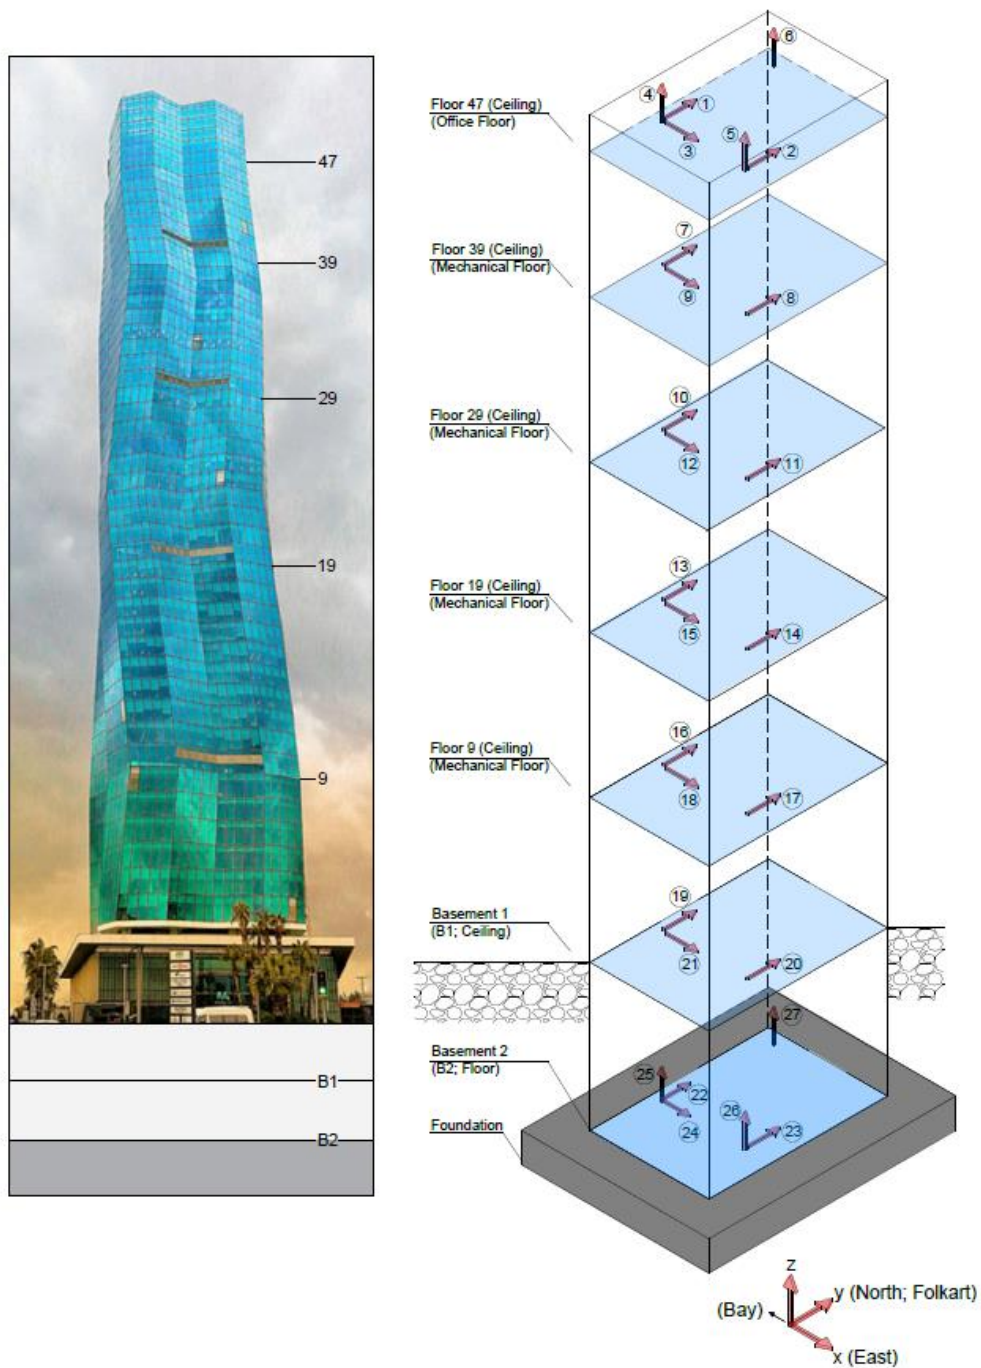 47
39
29
19
9
B1
B2
Floor 47 (Ceiling)
(Office Floor)
6
4
1
5
3
2
Floor 39 (Ceiling)
(Mechanical Floor)
7
9
8
Floor 29 (Ceiling)
(Mechanical Floor)
10
12
11
Floor 19 (Ceiling)
(Mechanical Floor)
13
15
14
Floor 9 (Ceiling)
(Mechanical Floor)
16
18
17
Basement 1
(B1; Ceiling)
19
21
20
Basement 2
(B2; Floor)
27
25
22
26
24
23
Foundation
z
y (North; Folkart)
(Bay)
x (East)